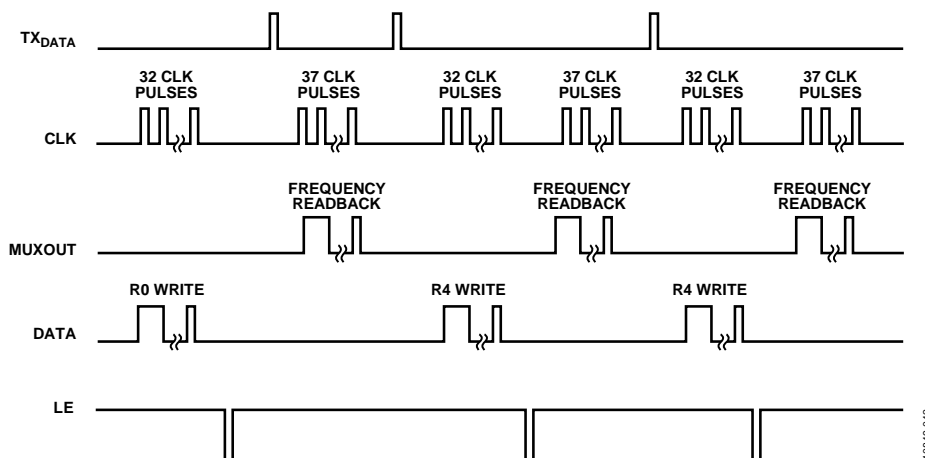 TXDATA
32 CLK
PULSES
37 CLK
PULSES
32 CLK
PULSES
37 CLK
PULSES
32 CLK
PULSES
37 CLK
PULSES
CLK
FREQUENCY
READBACK
FREQUENCY
READBACK
FREQUENCY
READBACK
MUXOUT
R0 WRITE
R4 WRITE
R4 WRITE
DATA
LE